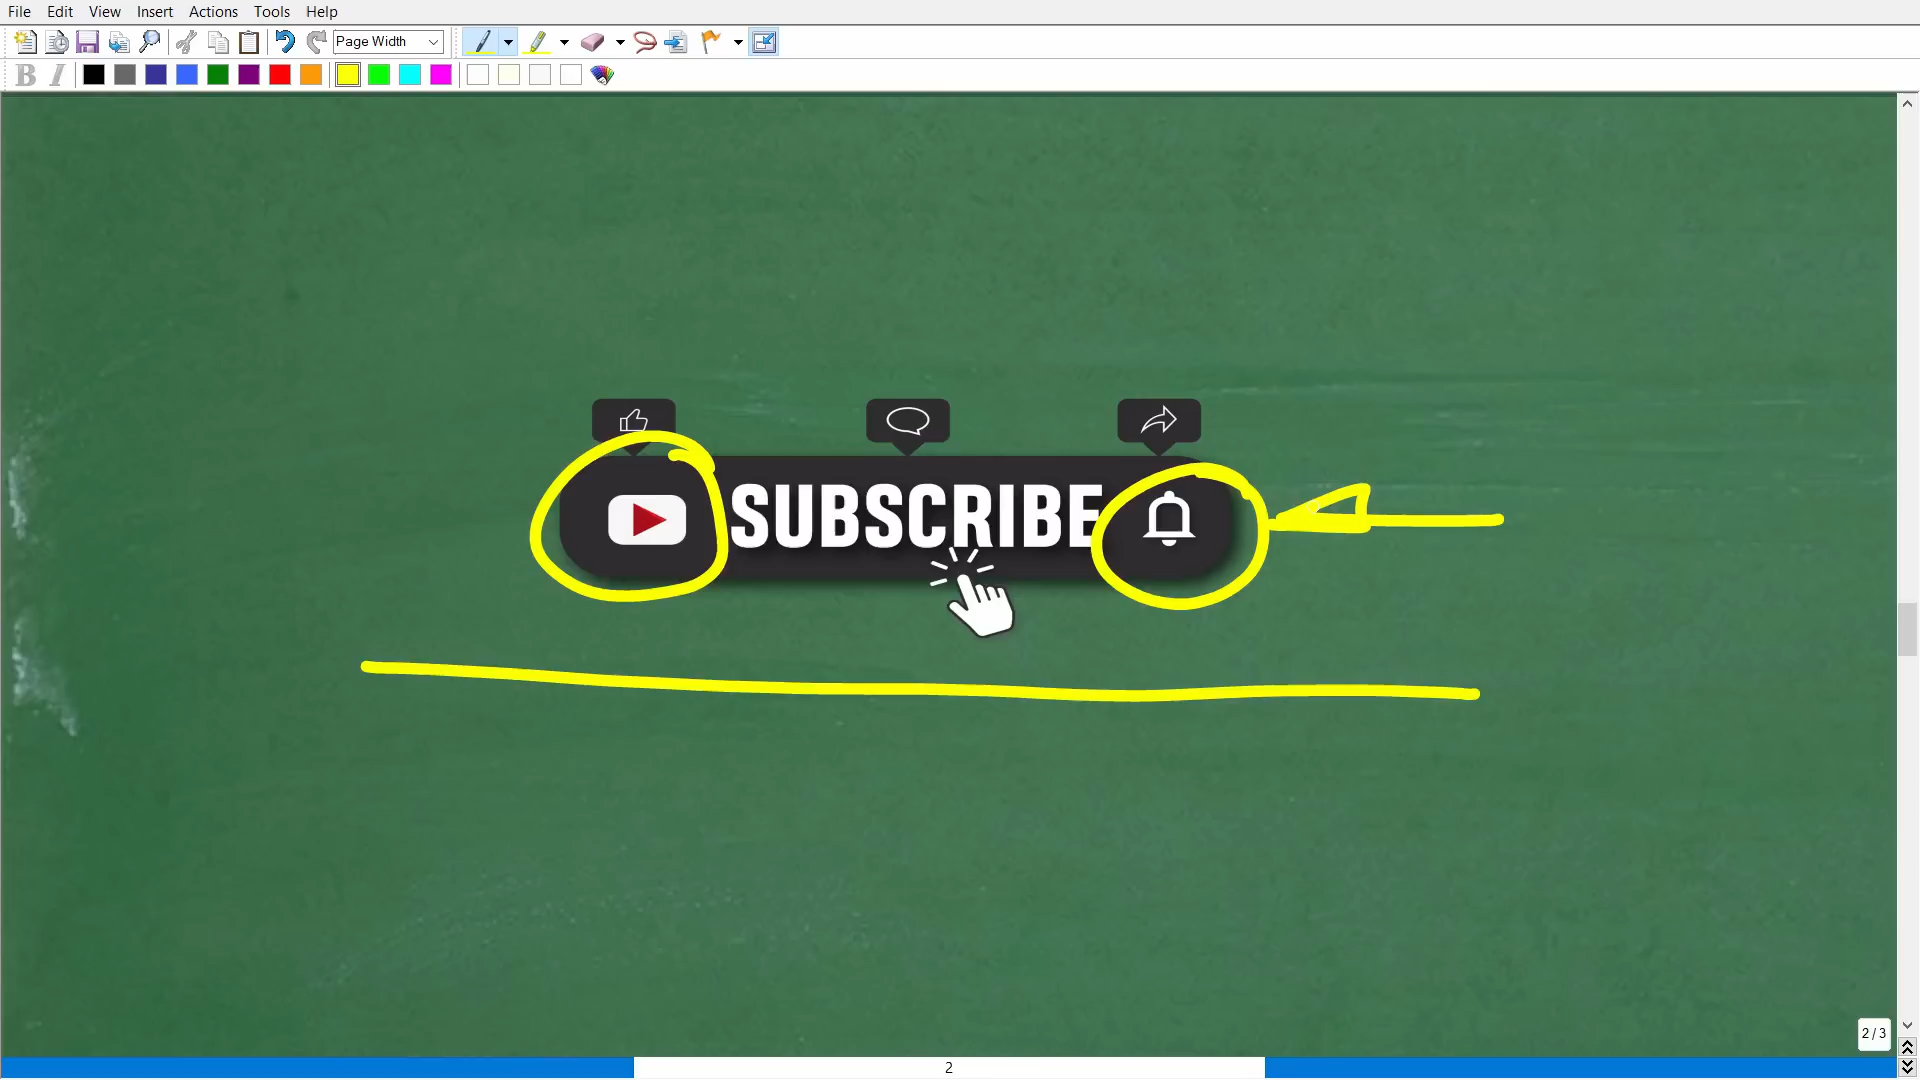 File Edit View Insert Actions Tools Help
Page Width
B I
SUBSCRIBE
2 / 3
2